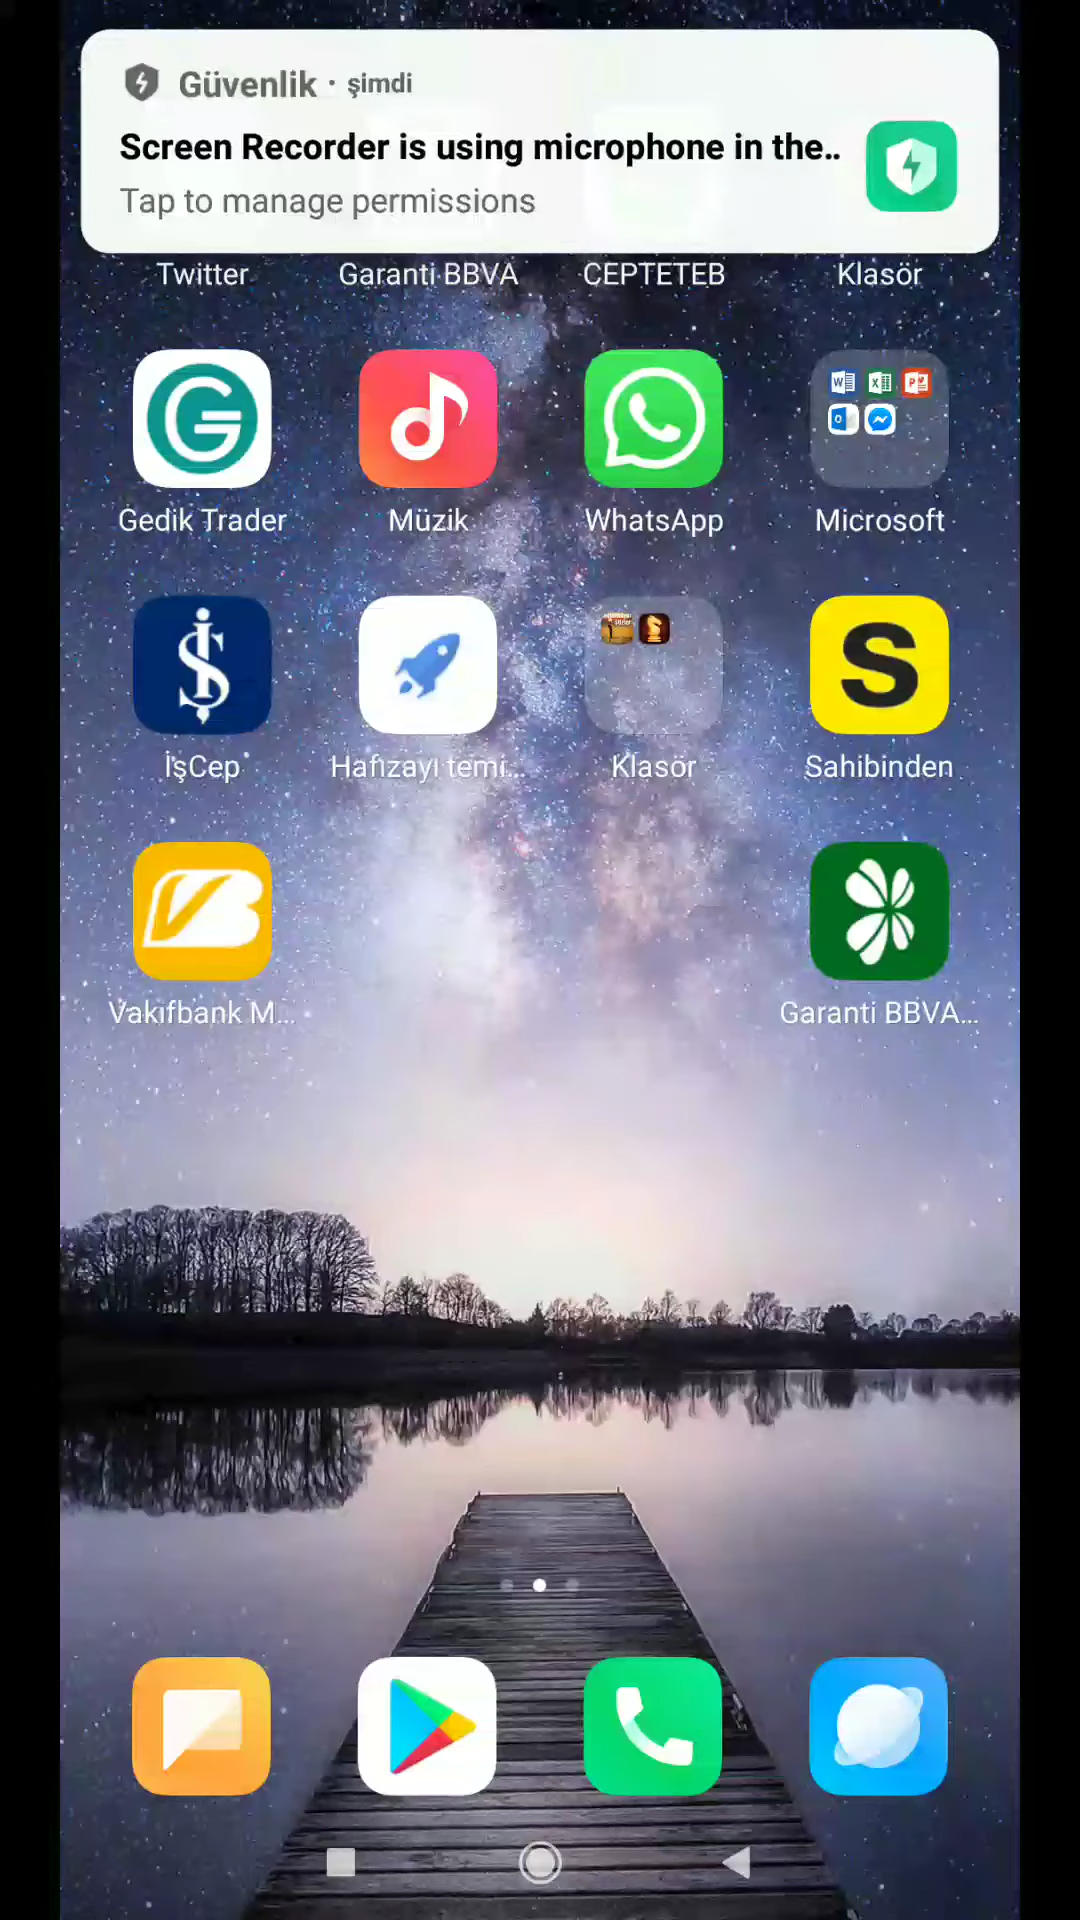 Güvenlik · şimdi
Screen Recorder is using microphone in the..
Tap to manage permissions
Twitter Garanti BBVA CEPTETEB Klasör
Gedik Trader Müzik WhatsApp Microsoft
İşCep Hafızayı temi... Klasör Sahibinden
Vakıfbank M... Garanti BBVA...